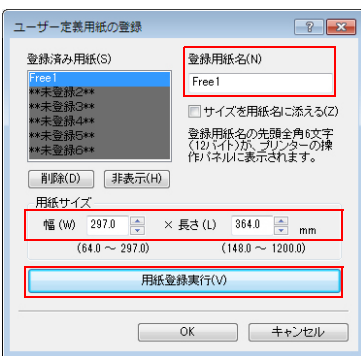 ユーザー定義用紙の登録
登録済み用紙(S)
Free1
**未登録2**
**未登録3**
**未登録4**
**未登録5**
**未登録6**
登録用紙名(N)
Free1
サイズを用紙名に添える(Z)
登録用紙名の先頭全角6文字
(12バイト)が、プリンターの操
作パネルに表示されます。
削除(D)
非表示(H)
用紙サイズ
幅(W) 297.0 × 長さ(L) 364.0 mm
(64.0 ～ 297.0) (148.0 ～ 1200.0)
用紙登録実行(V)
OK
キャンセル